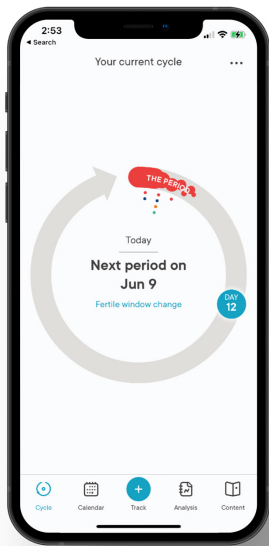 2:53
◄ Search
Your current cycle
THE PERIOD
Today
Next period on
Jun 9
Fertile window change
DAY
12
Cycle
Calendar
Track
Analysis
Content